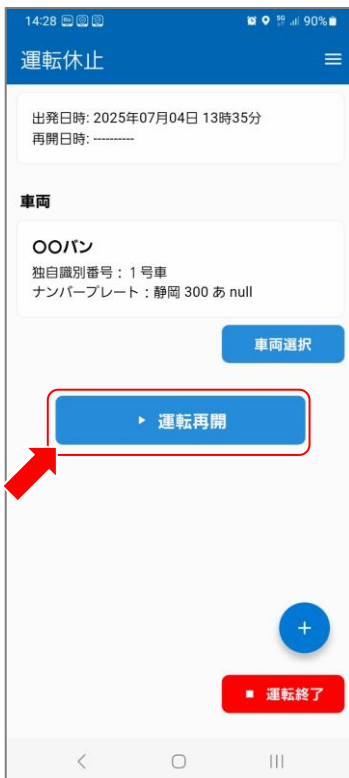 14:28
90%
運転休止
出発日時: 2025年07月04日 13時35分
再開日時: ----------
車両
〇〇バン
独自識別番号： 1 号車
ナンバープレート：静岡 300 あ null
車両選択
運転再開
+
運転終了